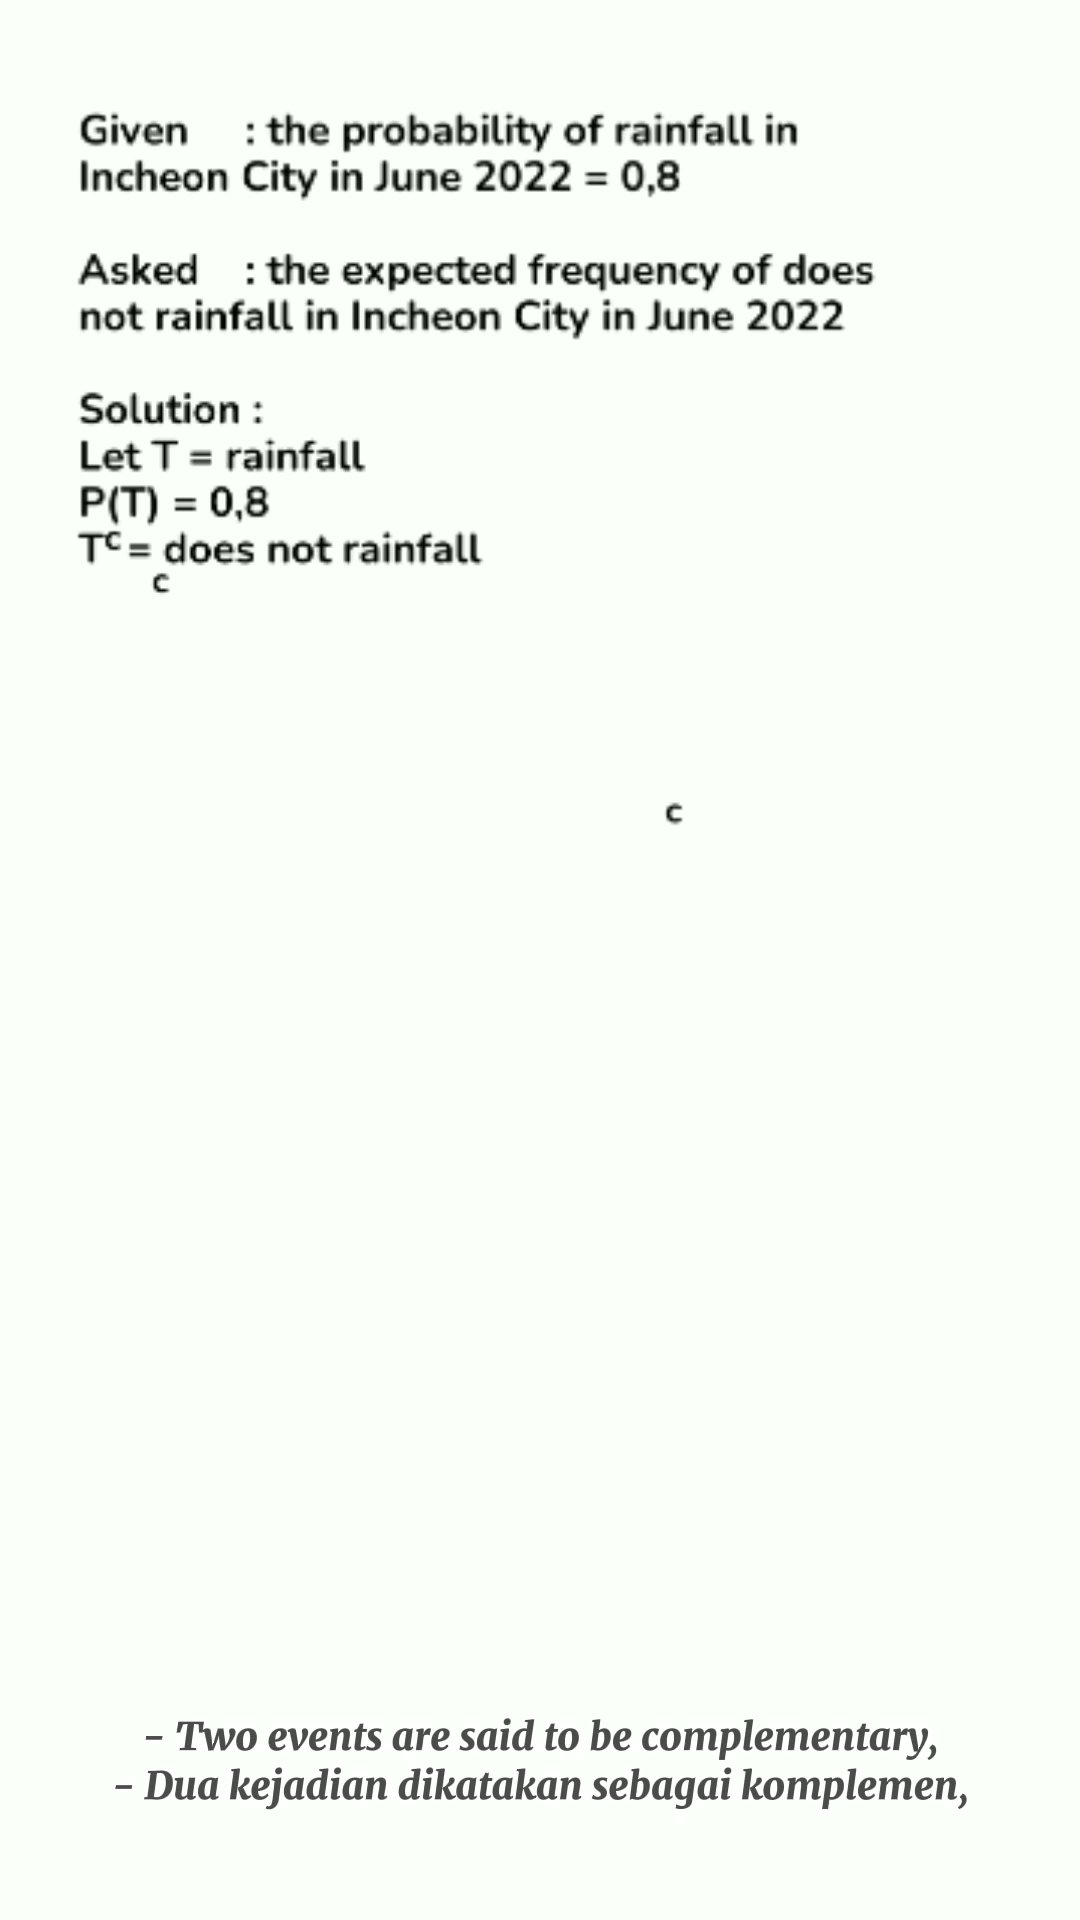 Given : the probability of rainfall in
Incheon City in June 2022 = 0,8
Asked : the expected frequency of does
not rainfall in Incheon City in June 2022
Solution :
Let T = rainfall
P(T) = 0,8
Tᶜ = does not rainfall
c
c
- Two events are said to be complementary,
- Dua kejadian dikatakan sebagai komplemen,